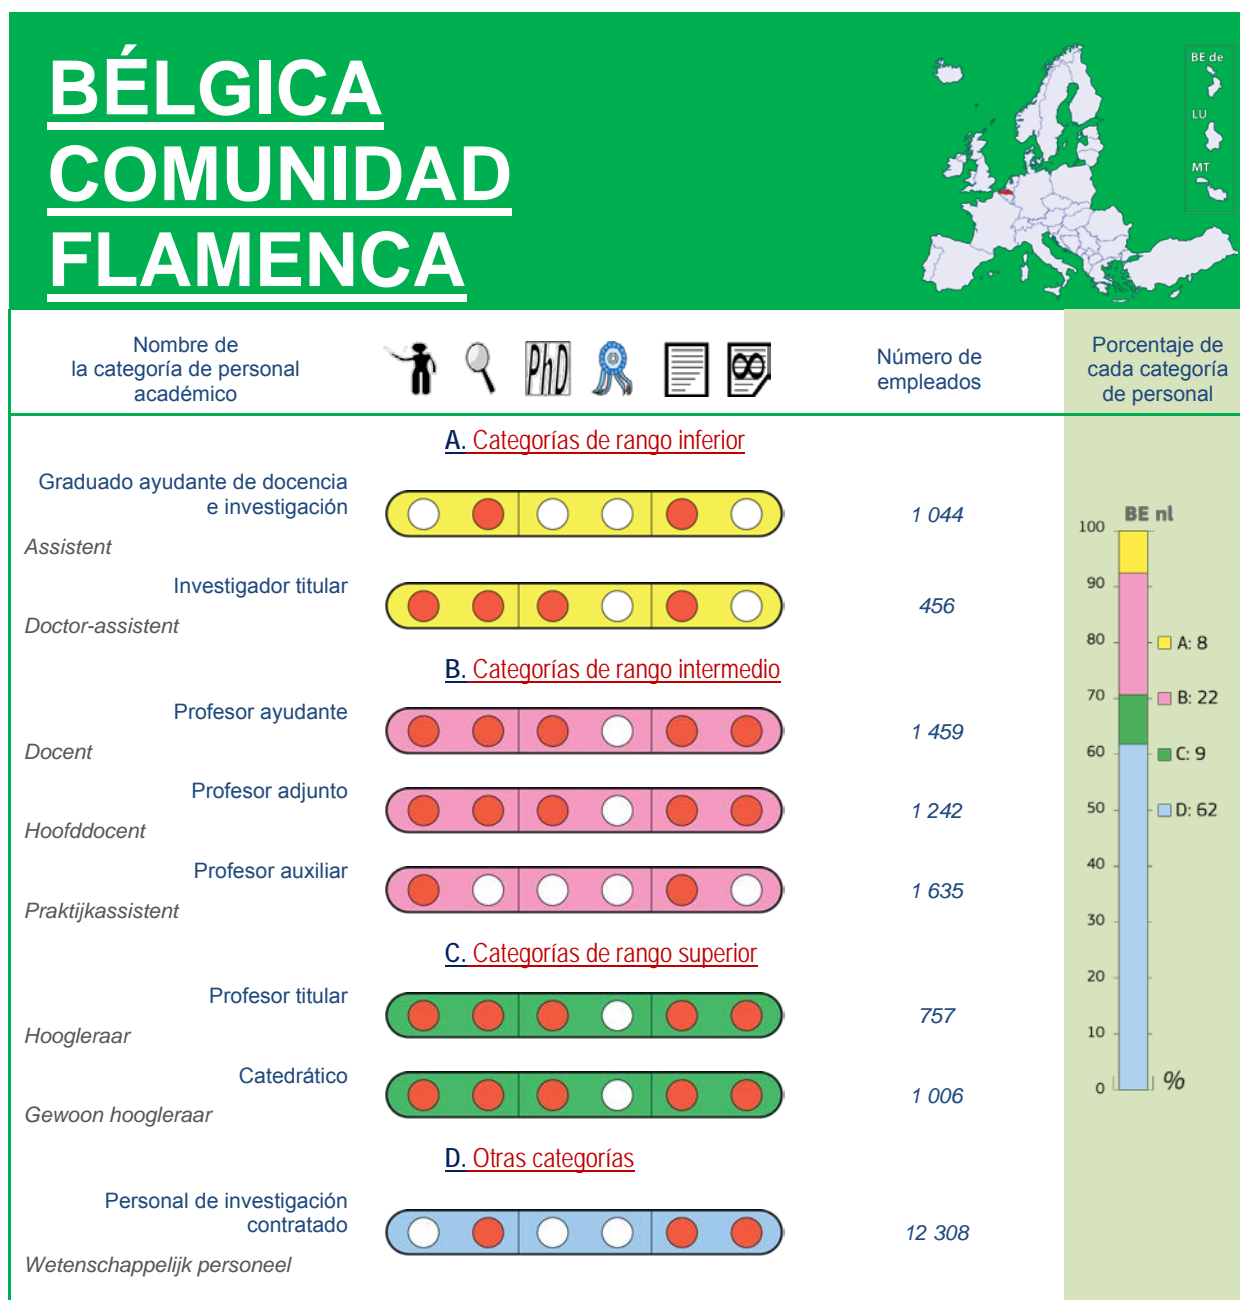 BÉLGICA
COMUNIDAD
FLAMENCA
BE de
LU
MT
Nombre de
la categoría de personal
académico
PhD
Número de
empleados
Porcentaje de
cada categoría
de personal
A. Categorías de rango inferior
Graduado ayudante de docencia
e investigación
Assistent
1 044
Investigador titular
Doctor-assistent
456
B. Categorías de rango intermedio
Profesor ayudante
Docent
1 459
Profesor adjunto
Hoofddocent
1 242
Profesor auxiliar
Praktijkassistent
1 635
C. Categorías de rango superior
Profesor titular
Hoogleraar
757
Catedrático
Gewoon hoogleraar
1 006
D. Otras categorías
Personal de investigación
contratado
Wetenschappelijk personeel
12 308
BE nl
100
90
80
70
60
50
40
30
20
10
0
%
A: 8
B: 22
C: 9
D: 62